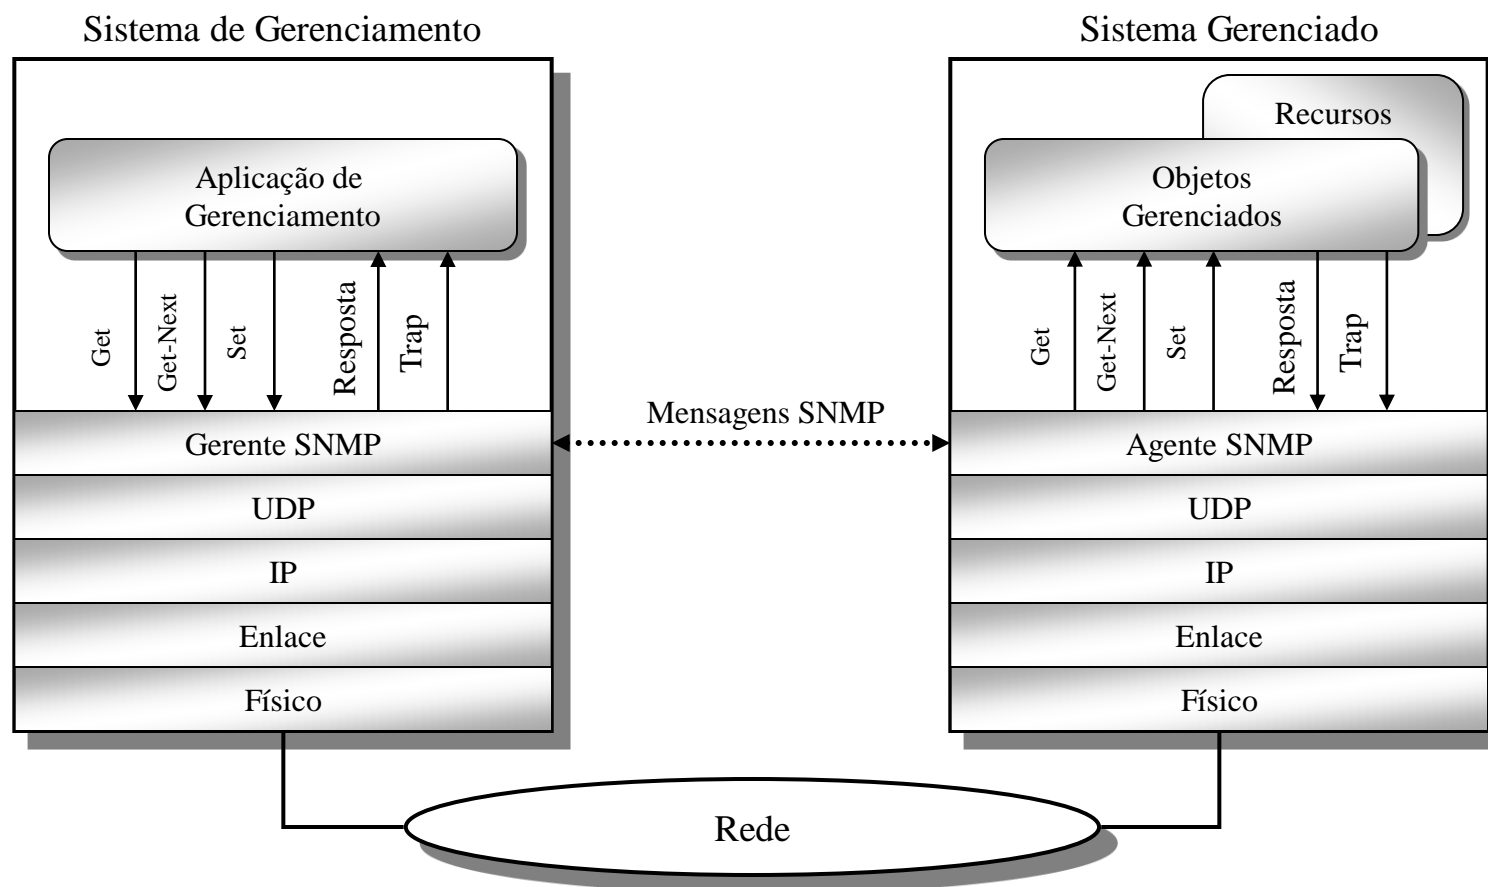 Sistema de Gerenciamento
Aplicação de
Gerenciamento
Get
Get-Next
Set
Resposta
Trap
Gerente SNMP
UDP
IP
Enlace
Físico
Mensagens SNMP
Sistema Gerenciado
Recursos
Objetos
Gerenciados
Get
Get-Next
Set
Resposta
Trap
Agente SNMP
UDP
IP
Enlace
Físico
Rede